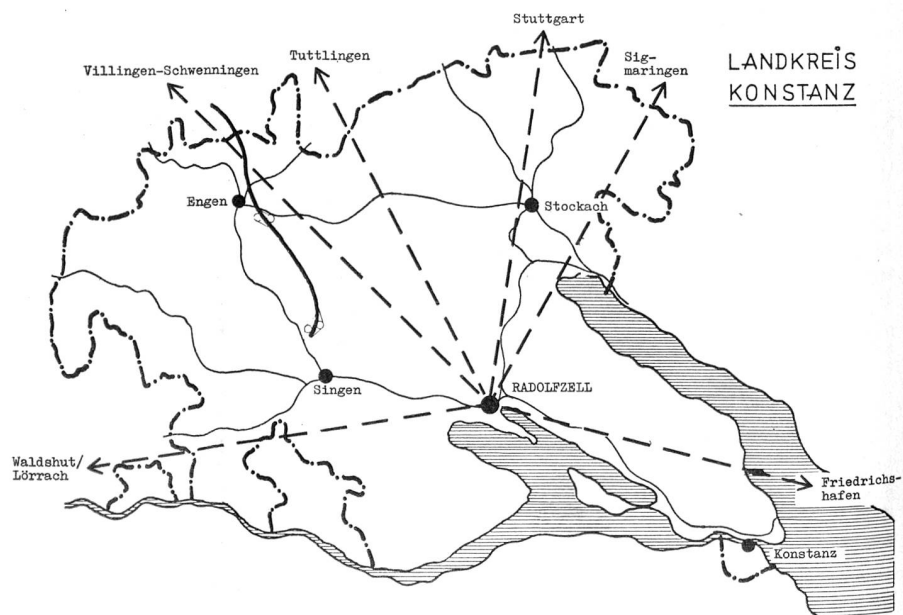 Stuttgart
Tuttlingen
Villingen-Schwenningen
Sig-
maringen
LANDKREIS
KONSTANZ
Engen
Stockach
Singen
RADOLFZELL
Waldshut/
Lörrach
Friedrichs-
hafen
Konstanz